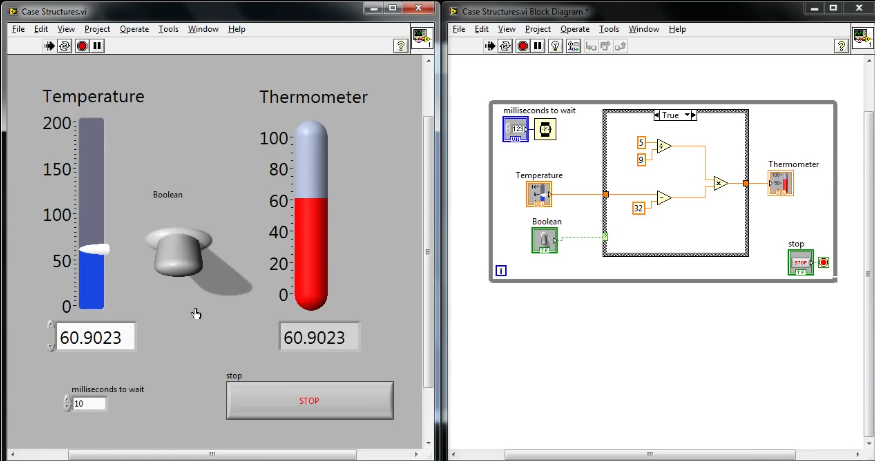 Case Structures.vi
File Edit View Project Operate Tools Window Help
Temperature
200
150
100
50
0
60.9023
Boolean
Thermometer
100
80
60
40
20
0
60.9023
milliseconds to wait
10
stop
STOP
Case Structures.vi Block Diagram *
File Edit View Project Operate Tools Window Help
milliseconds to wait
123
True
5
9
Temperature
32
Thermometer
Boolean
TF
stop
STOP
TF
i